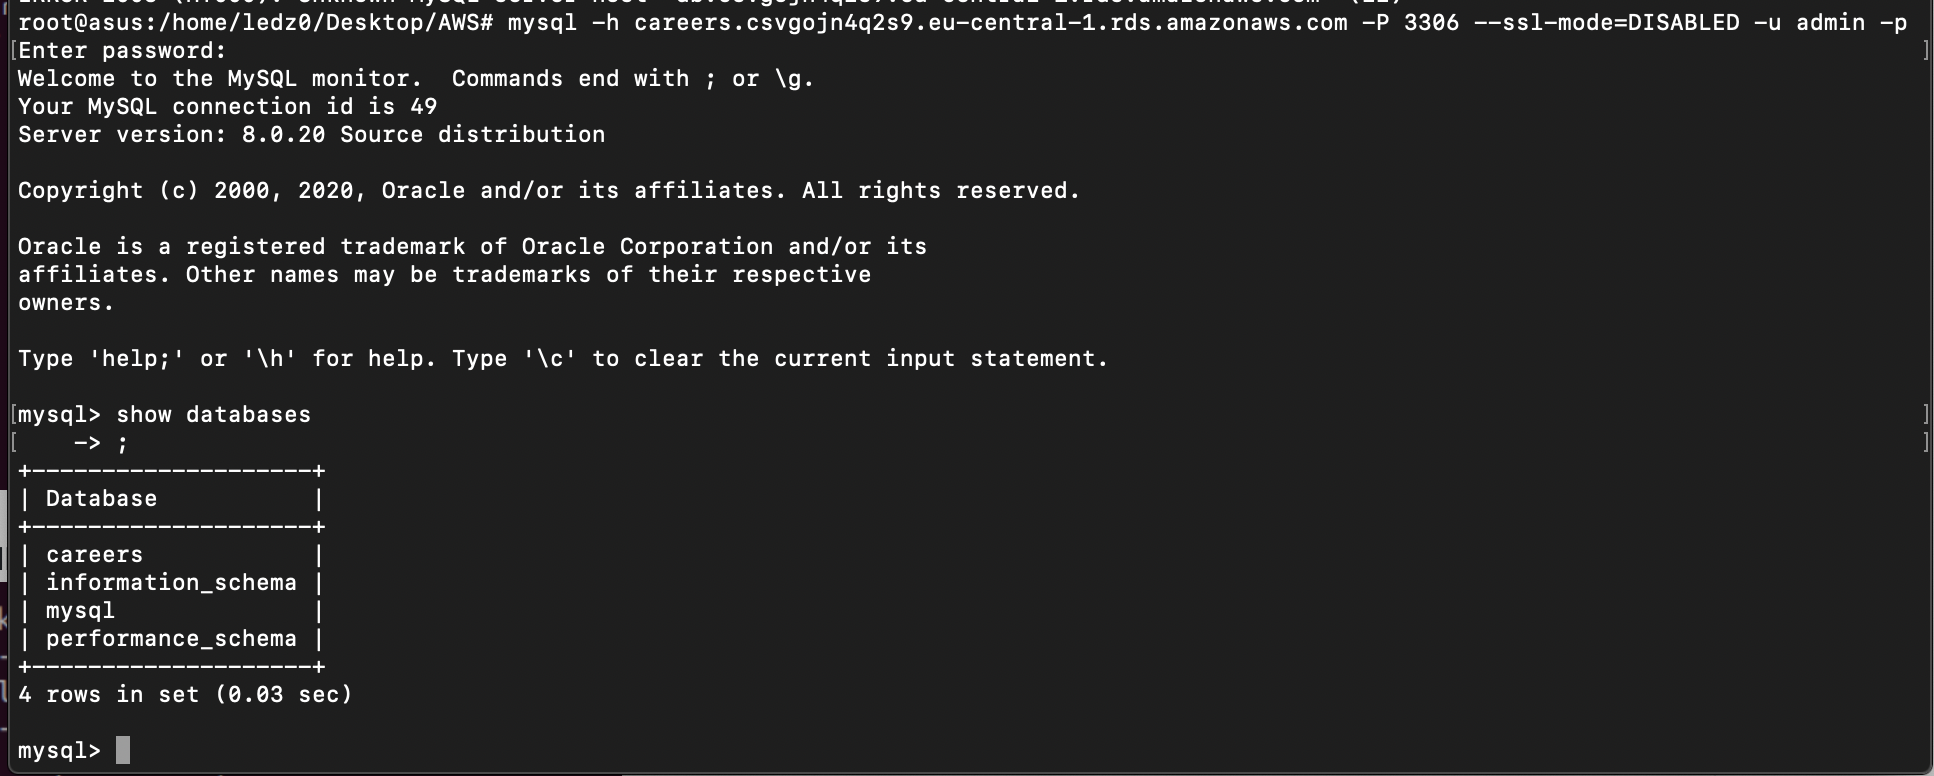 root@asus:/home/ledz0/Desktop/AWS# mysql -h careers.csvgojn4q2s9.eu-central-1.rds.amazonaws.com -P 3306 --ssl-mode=DISABLED -u admin -p
[Enter password: ]
Welcome to the MySQL monitor.  Commands end with ; or \g.
Your MySQL connection id is 49
Server version: 8.0.20 Source distribution
Copyright (c) 2000, 2020, Oracle and/or its affiliates. All rights reserved.
Oracle is a registered trademark of Oracle Corporation and/or its
affiliates. Other names may be trademarks of their respective
owners.
Type 'help;' or '\h' for help. Type '\c' to clear the current input statement.
[mysql> show databases ]
[    -> ; ]
+--------------------+
| Database           |
+--------------------+
| careers            |
| information_schema |
| mysql              |
| performance_schema |
+--------------------+
4 rows in set (0.03 sec)
mysql>